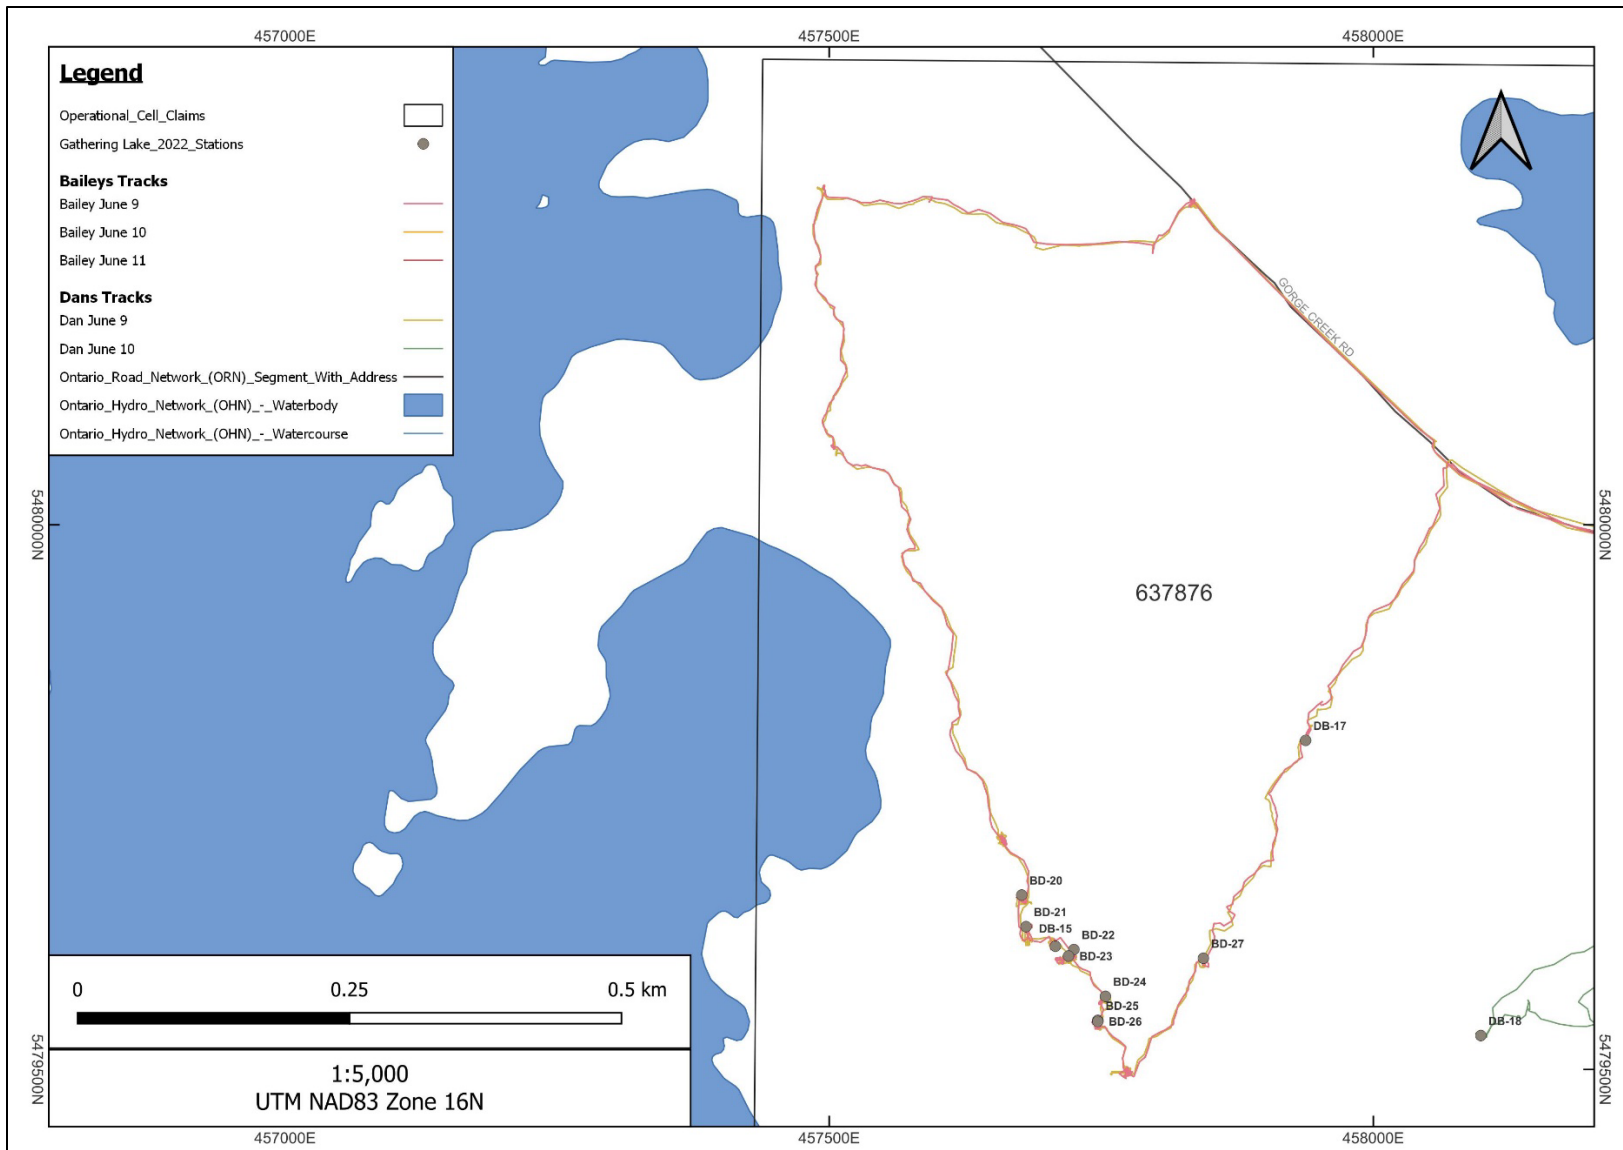 457000E
457500E
458000E
Legend
Operational_Cell_Claims
Gathering Lake_2022_Stations
Baileys Tracks
Bailey June 9
Bailey June 10
Bailey June 11
Dans Tracks
Dan June 9
Dan June 10
Ontario_Road_Network_(ORN)_Segment_With_Address
Ontario_Hydro_Network_(OHN)_-_Waterbody
Ontario_Hydro_Network_(OHN)_-_Watercourse
GORGE CREEK RD
5480000N
5480000N
637876
DB-17
BD-20
BD-21
DB-15
BD-22
BD-23
BD-27
BD-24
BD-25
BD-26
DB-18
0
0.25
0.5 km
1:5,000
UTM NAD83 Zone 16N
5479500N
5479500N
457000E
457500E
458000E